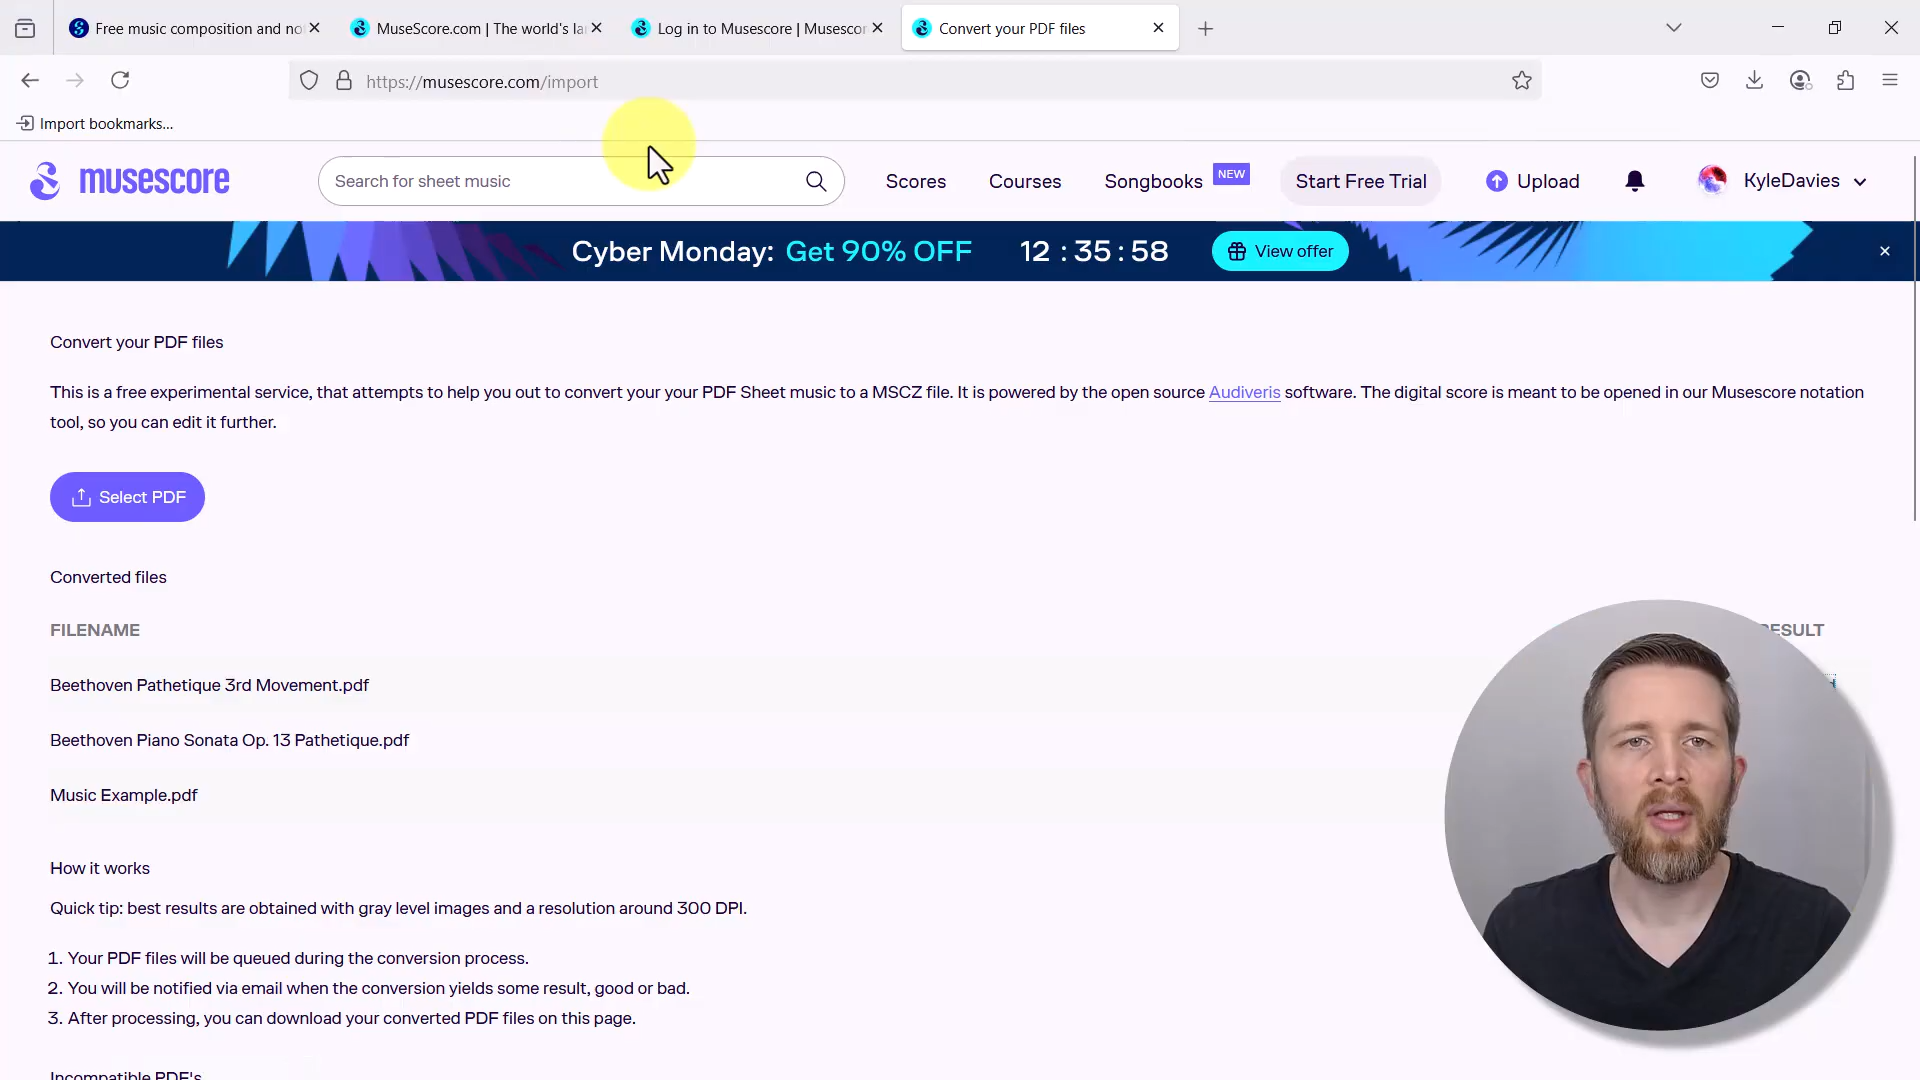 Free music composition and no
MuseScore.com | The world's la
Log in to Musescore | Musescor
Convert your PDF files
https://musescore.com/import
Import bookmarks...
musescore
Search for sheet music
Scores
Courses
Songbooks
NEW
Start Free Trial
Upload
KyleDavies
Cyber Monday: Get 90% OFF
12 : 35 : 58
View offer
Convert your PDF files
This is a free experimental service, that attempts to help you out to convert your your PDF Sheet music to a MSCZ file. It is powered by the open source Audiveris software. The digital score is meant to be opened in our Musescore notation
tool, so you can edit it further.
Select PDF
Converted files
FILENAME
Beethoven Pathetique 3rd Movement.pdf
Beethoven Piano Sonata Op. 13 Pathetique.pdf
Music Example.pdf
How it works
Quick tip: best results are obtained with gray level images and a resolution around 300 DPI.
1. Your PDF files will be queued during the conversion process.
2. You will be notified via email when the conversion yields some result, good or bad.
3. After processing, you can download your converted PDF files on this page.
Incompatible PDF's